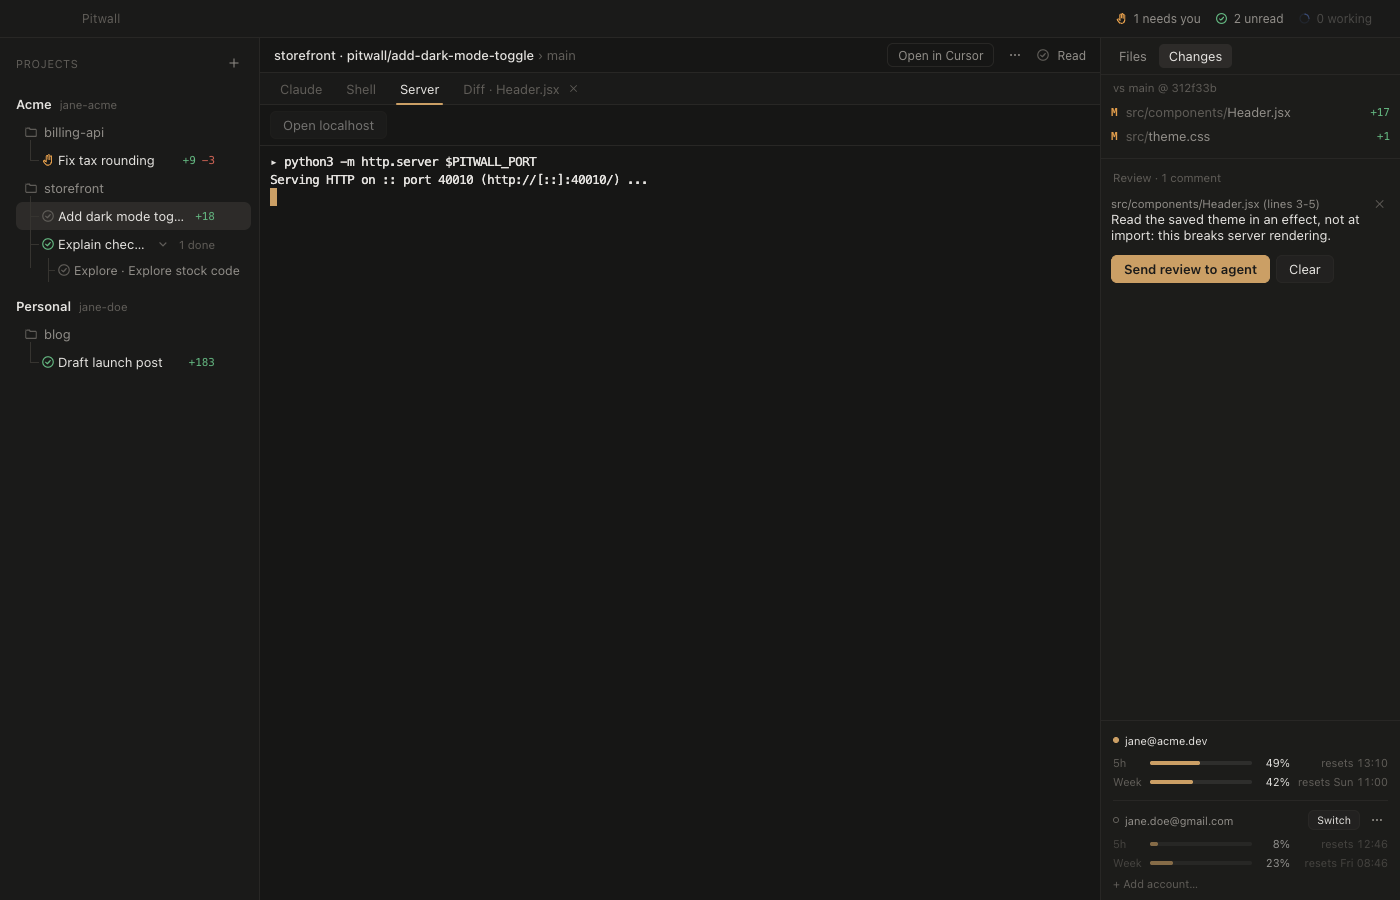 Pitwall
1 needs you
2 unread
0 working
PROJECTS
Acme jane-acme
billing-api
Fix tax rounding +9 −3
storefront
Add dark mode tog... +18
Explain chec... 1 done
Explore · Explore stock code
Personal jane-doe
blog
Draft launch post +183
storefront · pitwall/add-dark-mode-toggle › main
Open in Cursor ··· Read
Claude Shell Server Diff · Header.jsx ×
Open localhost
▸ python3 -m http.server $PITWALL_PORT
Serving HTTP on :: port 40010 (http://[::]:40010/) ...
Files Changes
vs main @ 312f33b
M src/components/Header.jsx +17
M src/theme.css +1
Review · 1 comment
src/components/Header.jsx (lines 3-5) ×
Read the saved theme in an effect, not at
import: this breaks server rendering.
Send review to agent Clear
jane@acme.dev
5h 49% resets 13:10
Week 42% resets Sun 11:00
jane.doe@gmail.com Switch ···
5h 8% resets 12:46
Week 23% resets Fri 08:46
+ Add account...